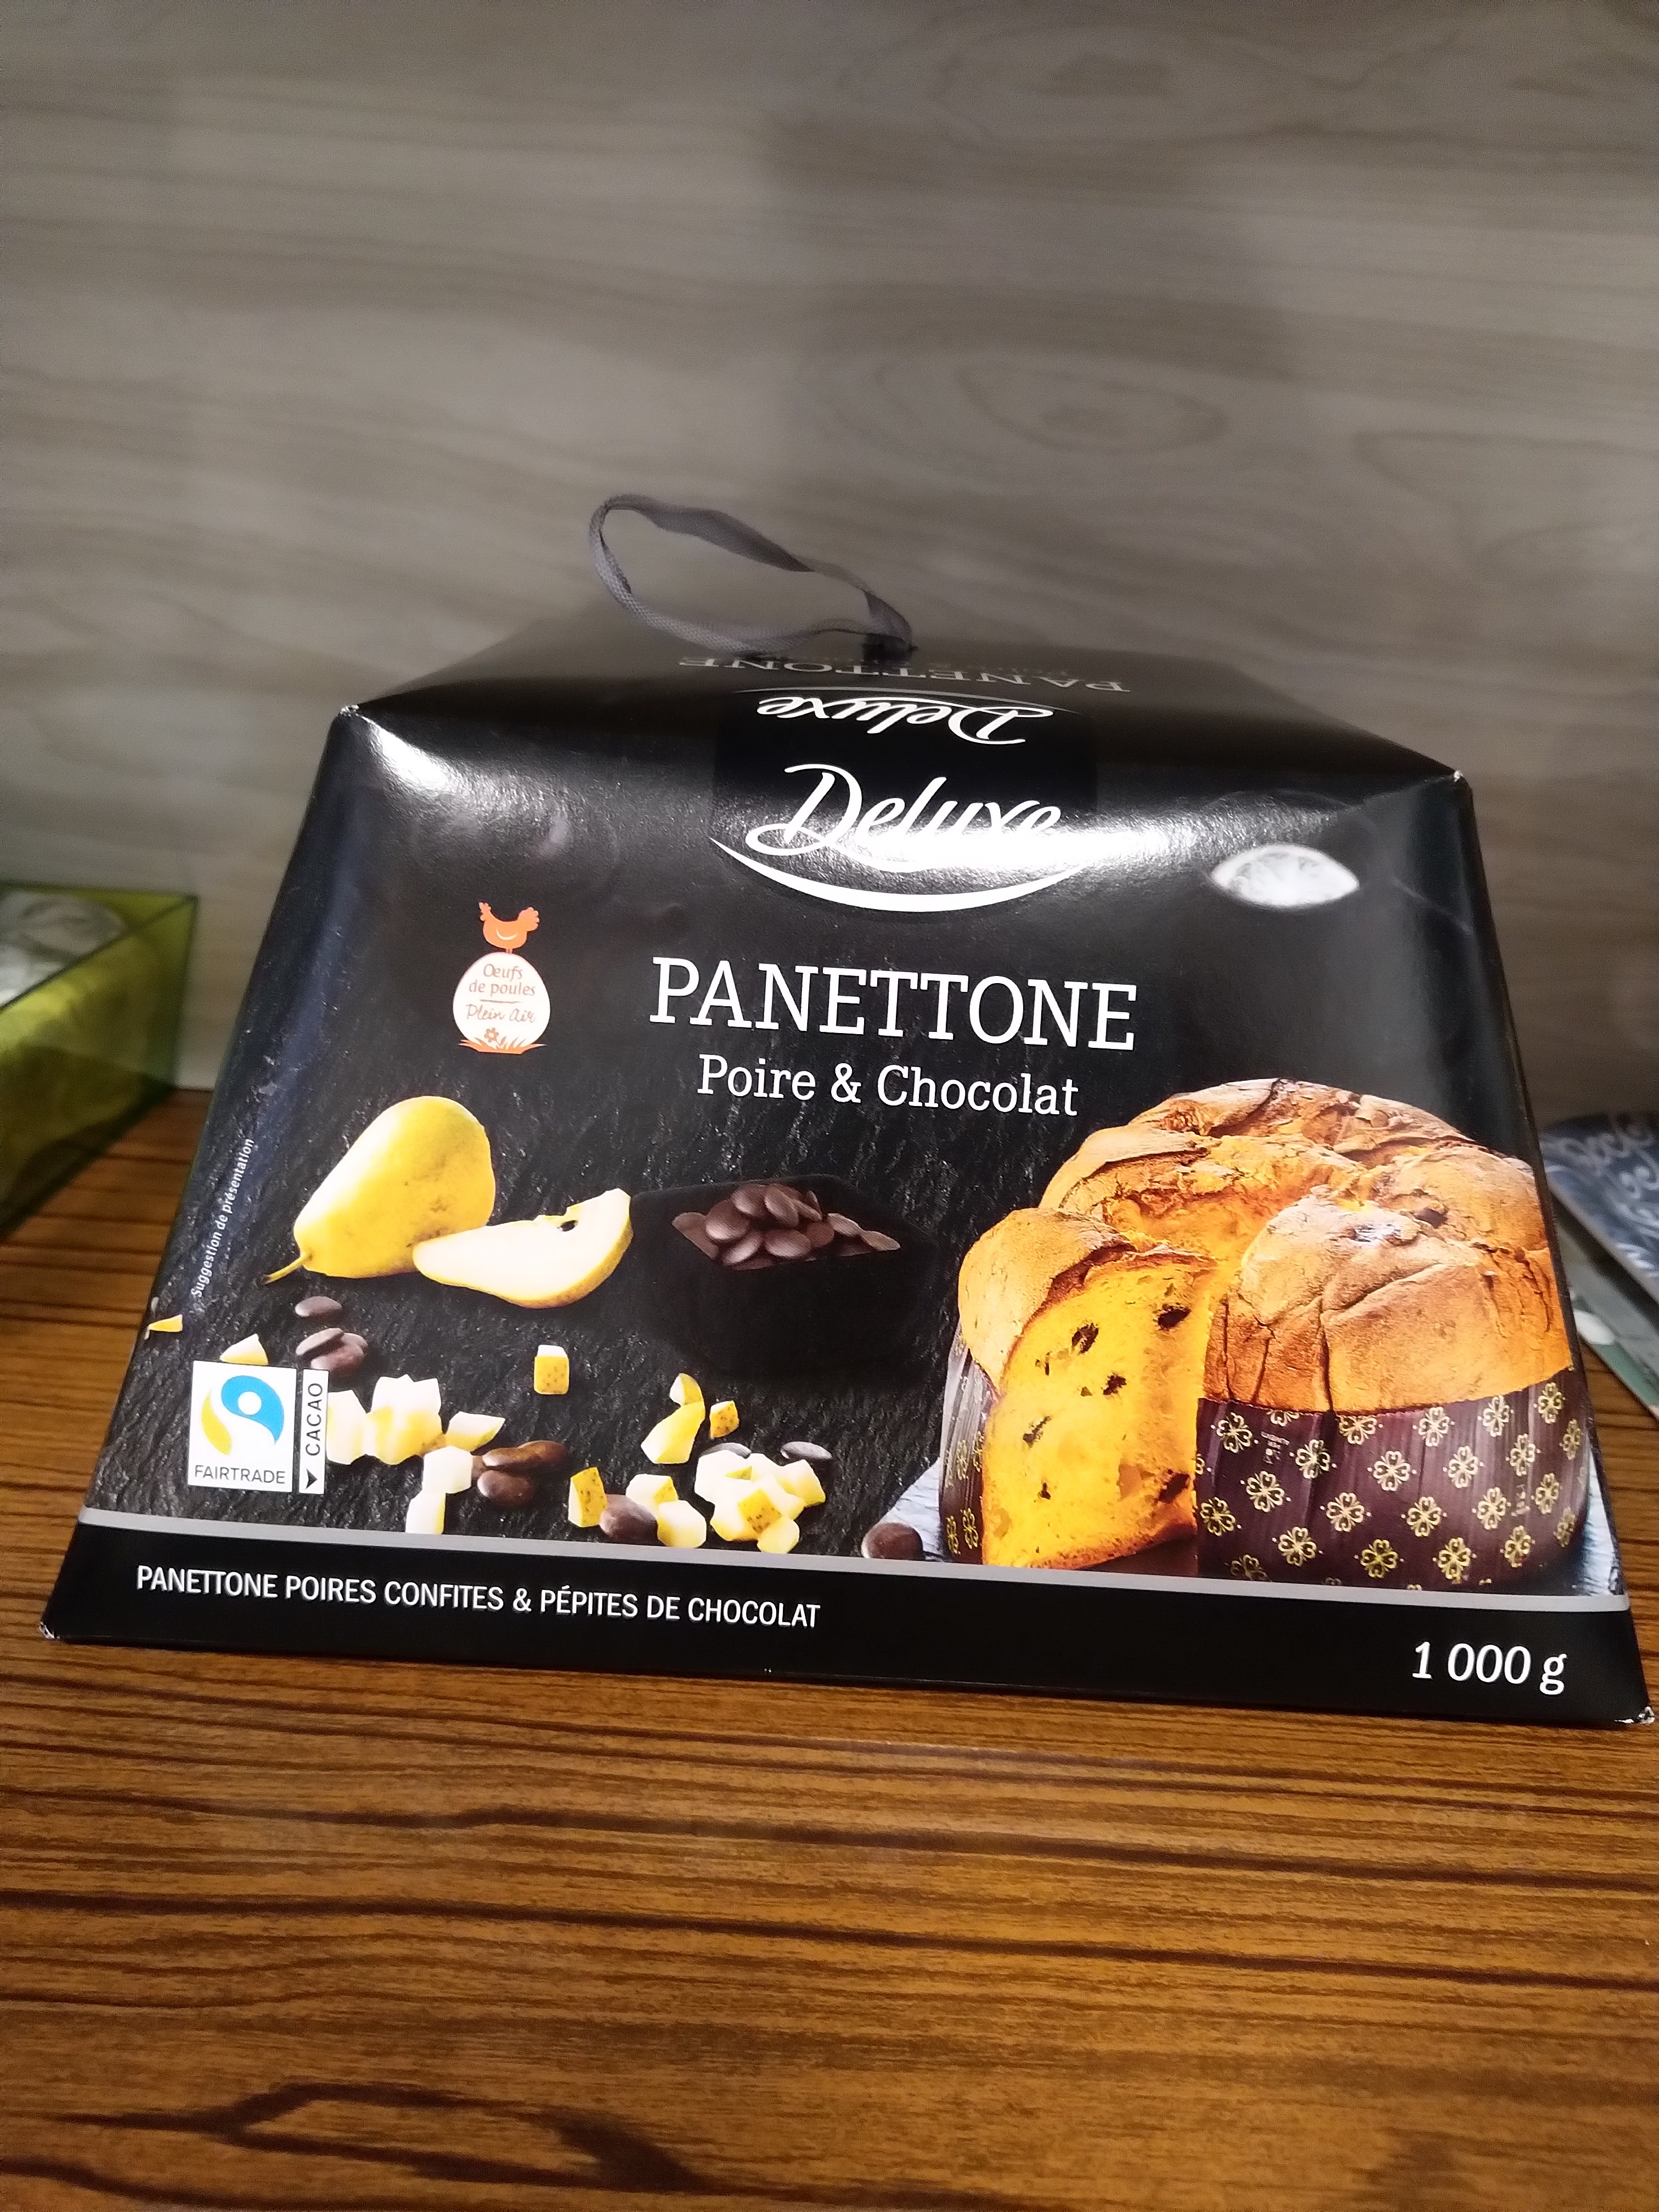 PANETTONE
Deluxe
Deluxe
Œufs
de poules
Plein Air
PANETTONE
Poire & Chocolat
Suggestion de présentation
FAIRTRADE
CACAO
PANETTONE POIRES CONFITES & PÉPITES DE CHOCOLAT
1 000 g